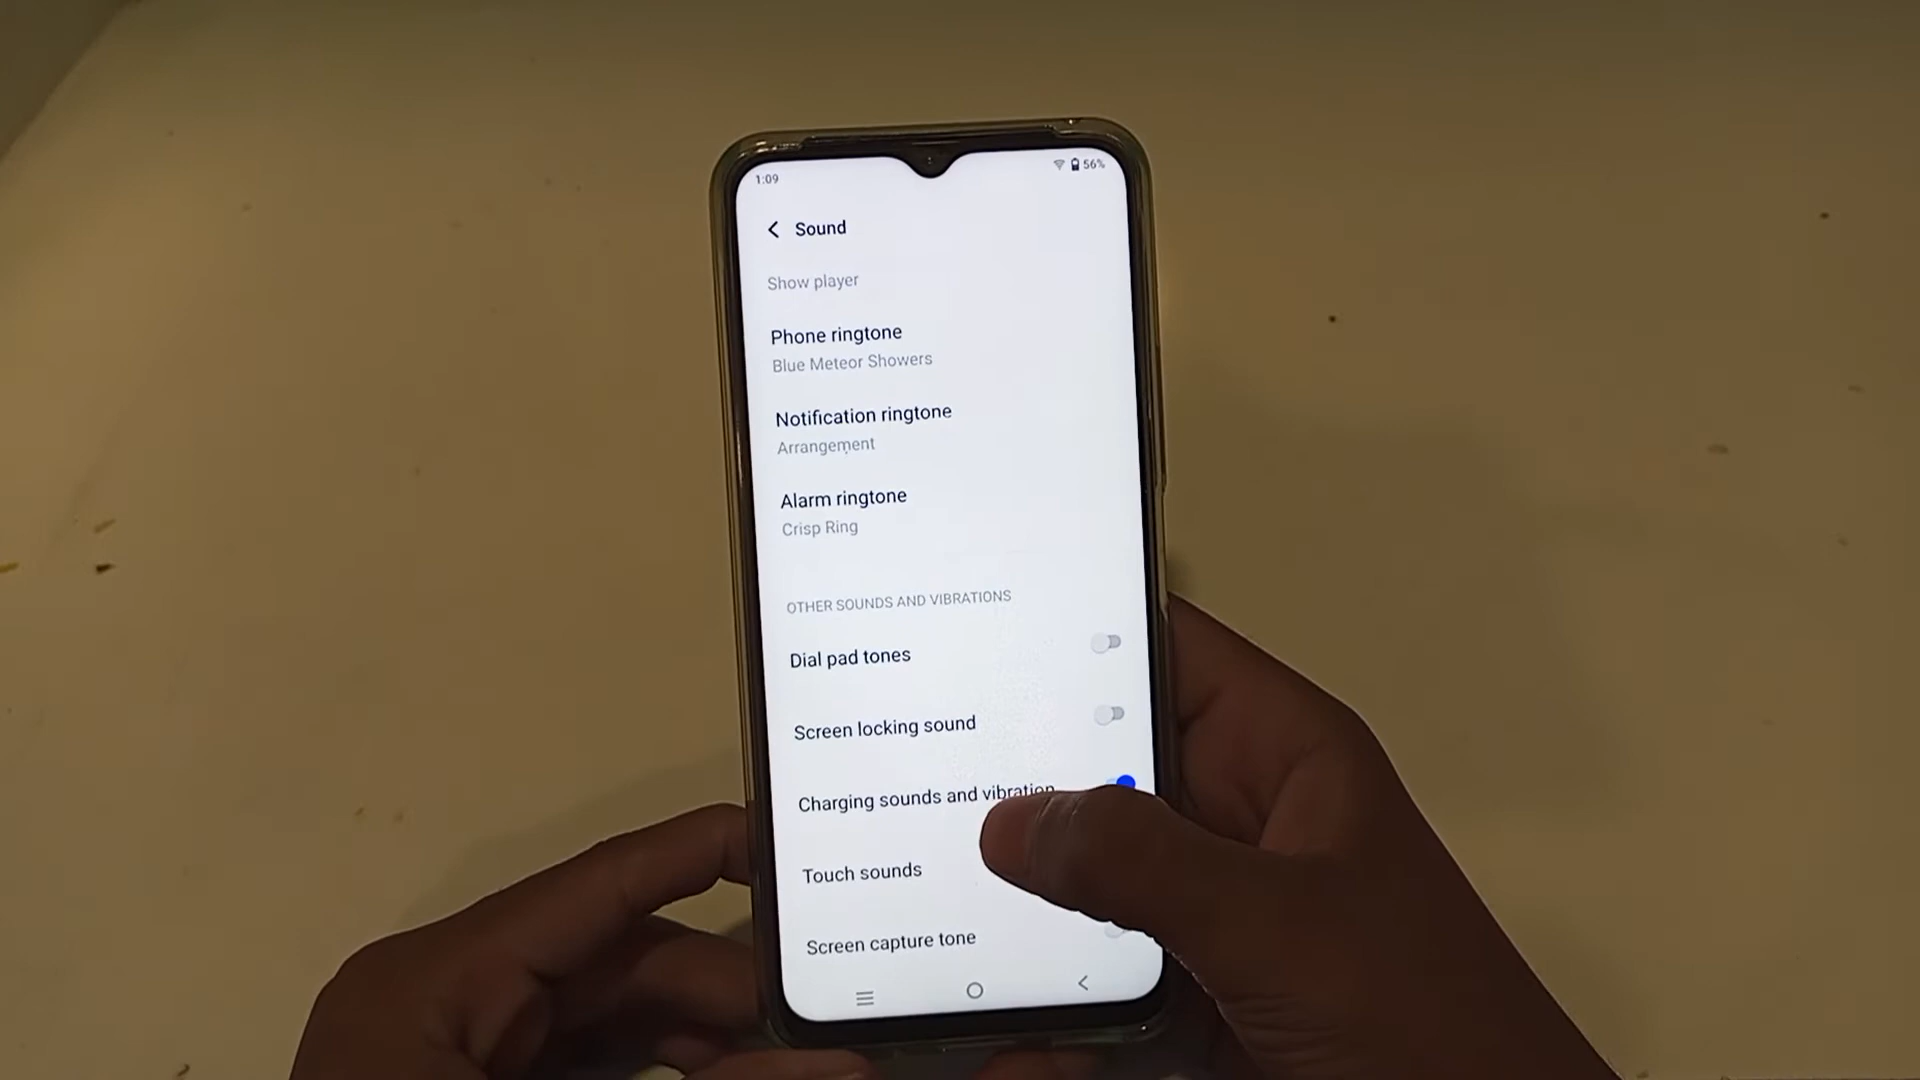 1:09
56%
Sound
Show player
Phone ringtone
Blue Meteor Showers
Notification ringtone
Arrangement
Alarm ringtone
Crisp Ring
OTHER SOUNDS AND VIBRATIONS
Dial pad tones
Screen locking sound
Charging sounds and vibration
Touch sounds
Screen capture tone